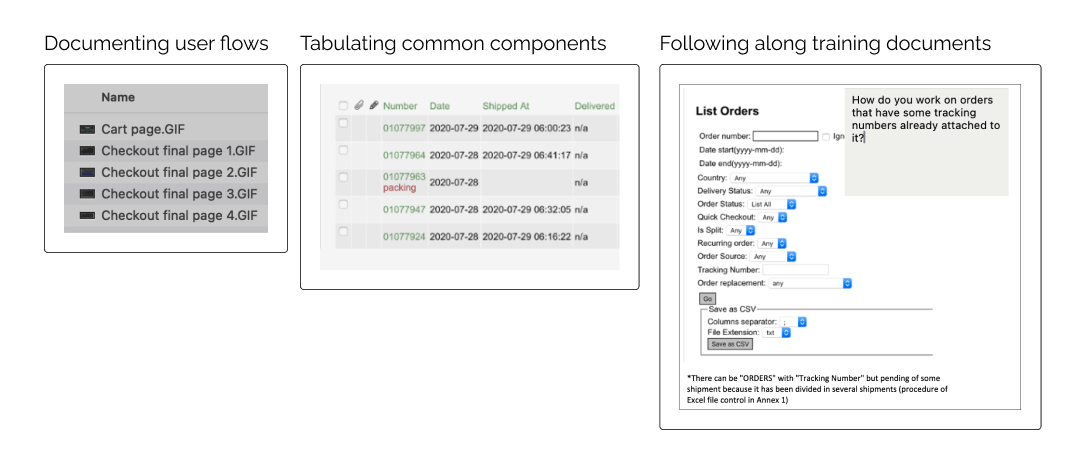 Documenting user flows
Name
Cart page.GIF
Checkout final page 1.GIF
Checkout final page 2.GIF
Checkout final page 3.GIF
Checkout final page 4.GIF
Tabulating common components
Number Date Shipped At Delivered
01077997 2020-07-29 2020-07-29 06:00:23 n/a
01077964 2020-07-28 2020-07-29 06:41:17 n/a
01077963 2020-07-28 n/a
packing
01077947 2020-07-28 2020-07-29 06:32:05 n/a
01077924 2020-07-28 2020-07-29 06:16:22 n/a
Following along training documents
List Orders
Order number: Ign
Date start(yyyy-mm-dd):
Date end(yyyy-mm-dd):
Country: Any
Delivery Status: Any
Order Status: List All
Quick Checkout: Any
Is Split: Any
Recurring order: Any
Order Source: Any
Tracking Number:
Order replacement: any
Go
Save as CSV
Columns separator: ;
File Extension: txt
Save as CSV
How do you work on orders
that have some tracking
numbers already attached to
it?
*There can be "ORDERS" with "Tracking Number" but pending of some
shipment because it has been divided in several shipments (procedure of
Excel file control in Annex 1)